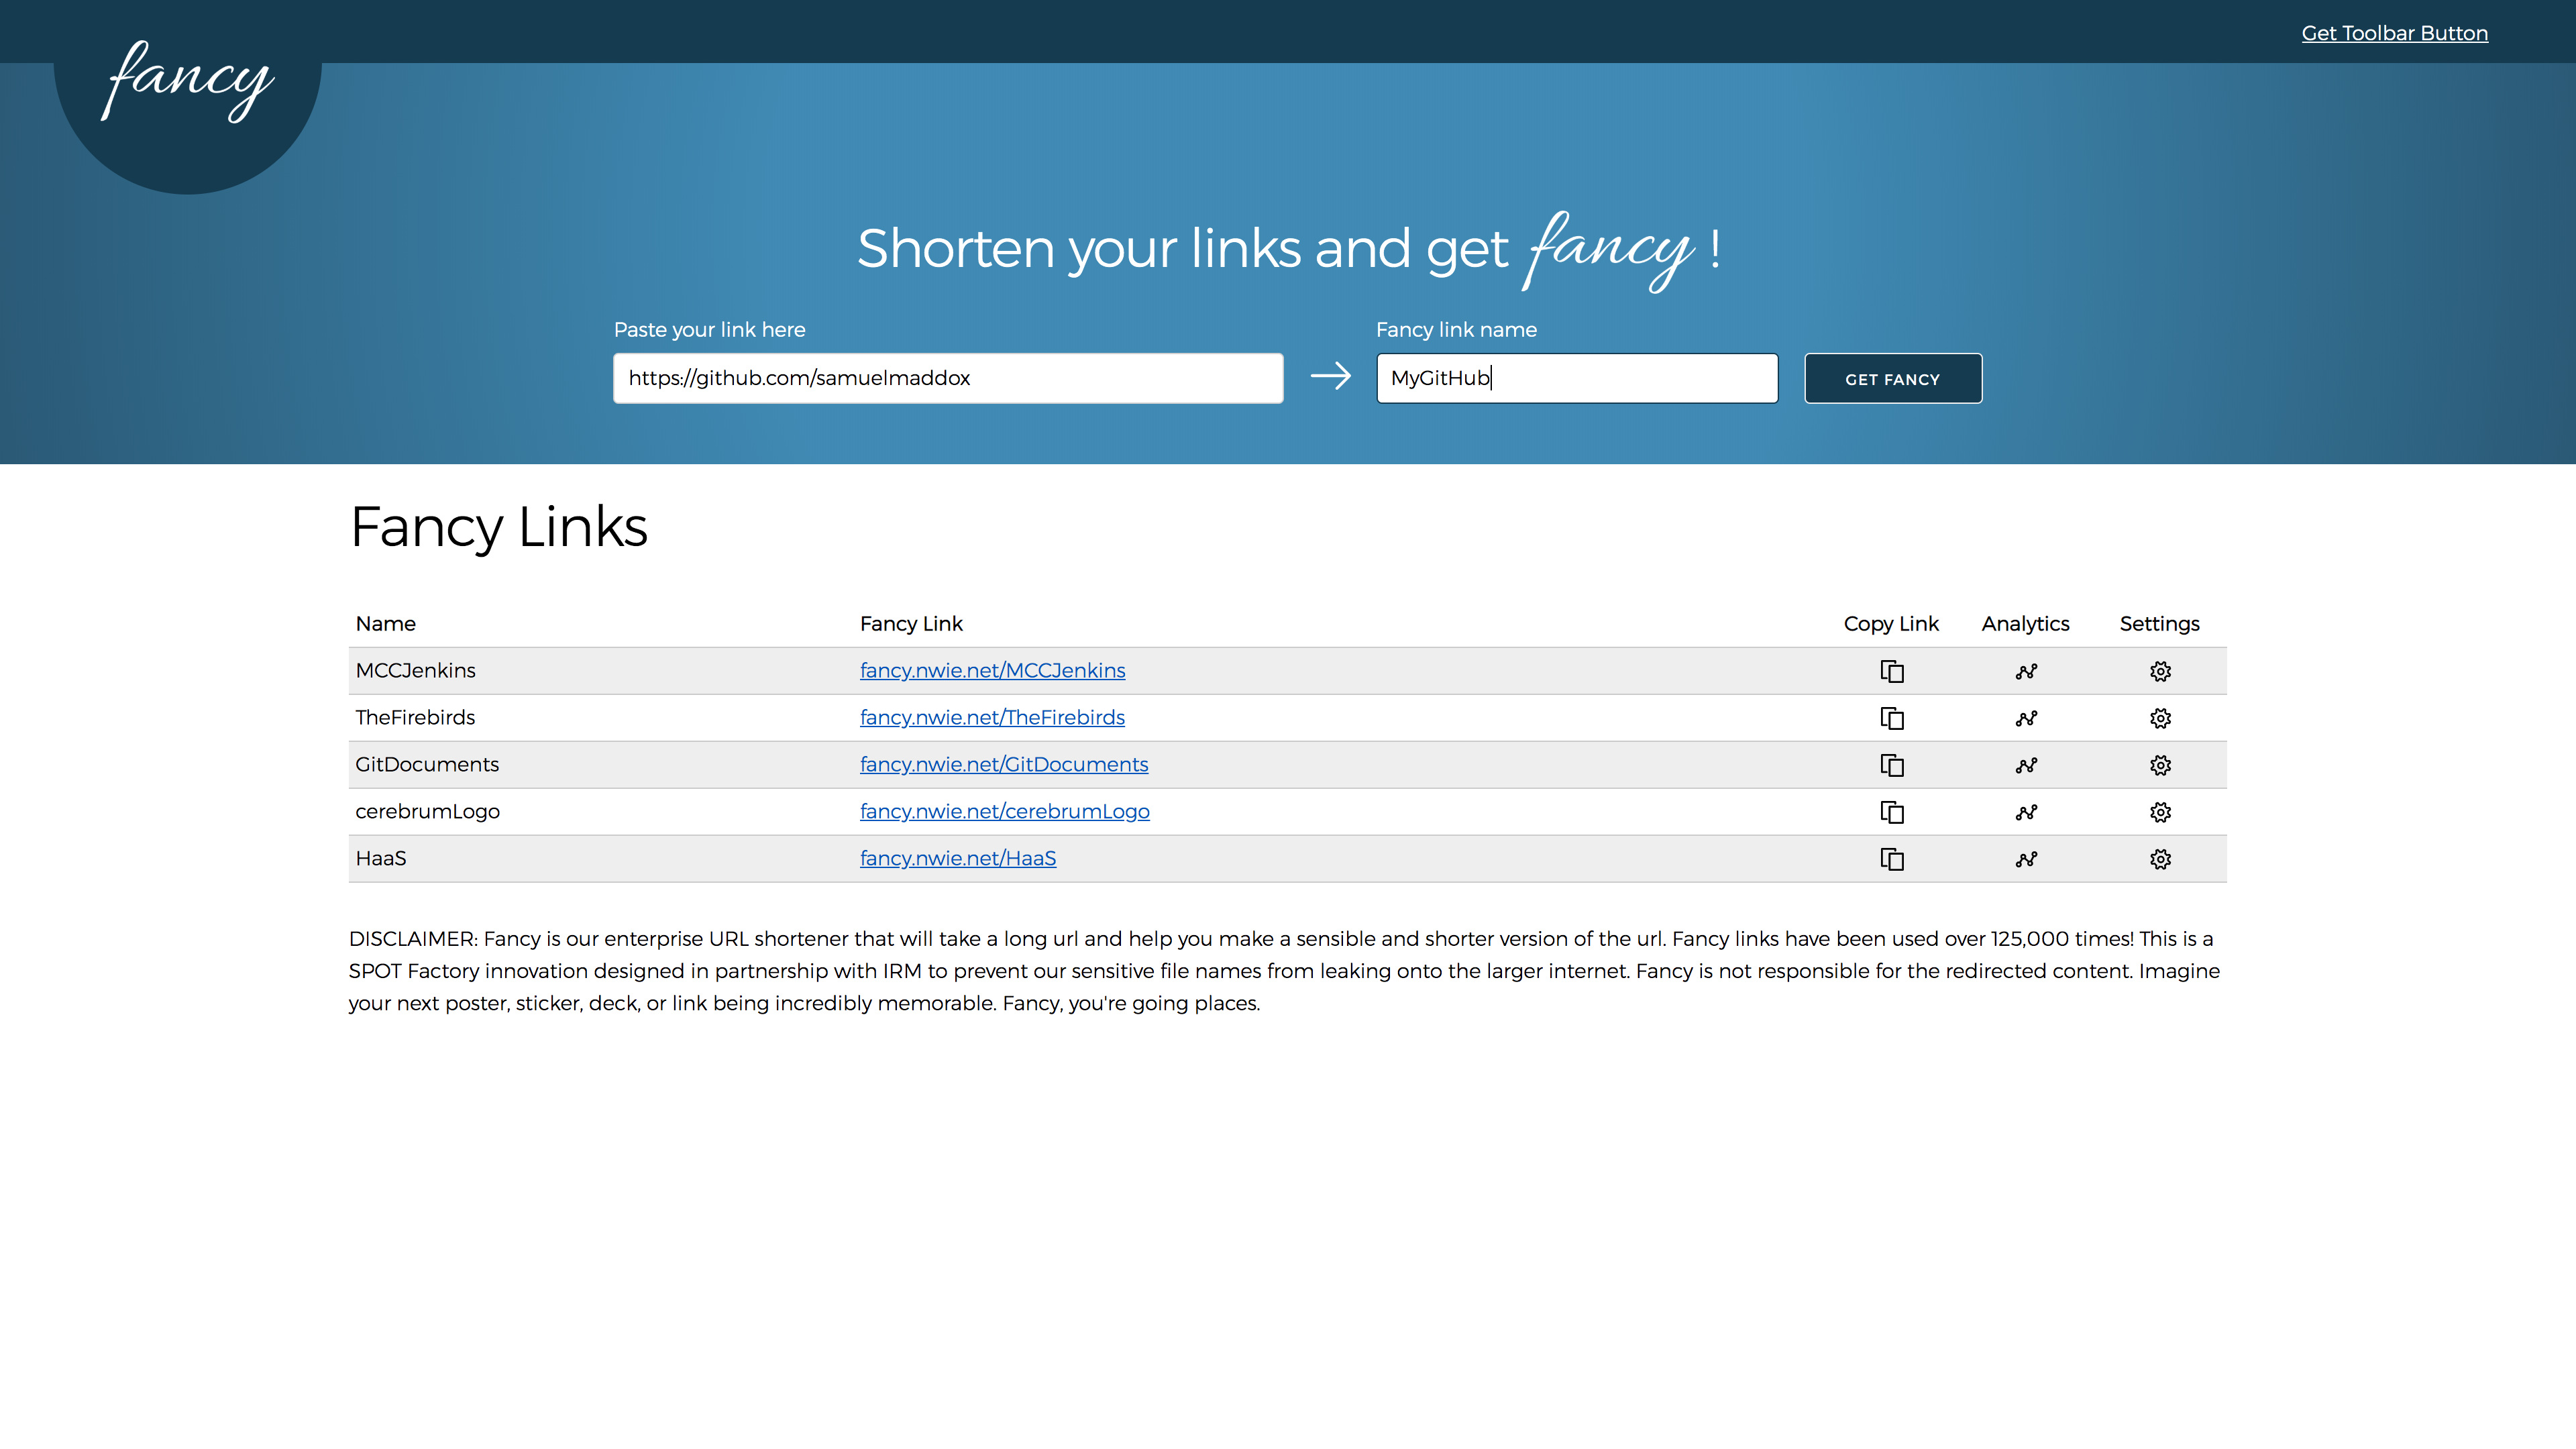 Get Toolbar Button
fancy
Shorten your links and get fancy !
Paste your link here
Fancy link name
https://github.com/samuelmaddox
MyGitHub
GET FANCY
Fancy Links
Name Fancy Link Copy Link Analytics Settings
MCCJenkins fancy.nwie.net/MCCJenkins
TheFirebirds fancy.nwie.net/TheFirebirds
GitDocuments fancy.nwie.net/GitDocuments
cerebrumLogo fancy.nwie.net/cerebrumLogo
HaaS fancy.nwie.net/HaaS
DISCLAIMER: Fancy is our enterprise URL shortener that will take a long url and help you make a sensible and shorter version of the url. Fancy links have been used over 125,000 times! This is a
SPOT Factory innovation designed in partnership with IRM to prevent our sensitive file names from leaking onto the larger internet. Fancy is not responsible for the redirected content. Imagine
your next poster, sticker, deck, or link being incredibly memorable. Fancy, you're going places.